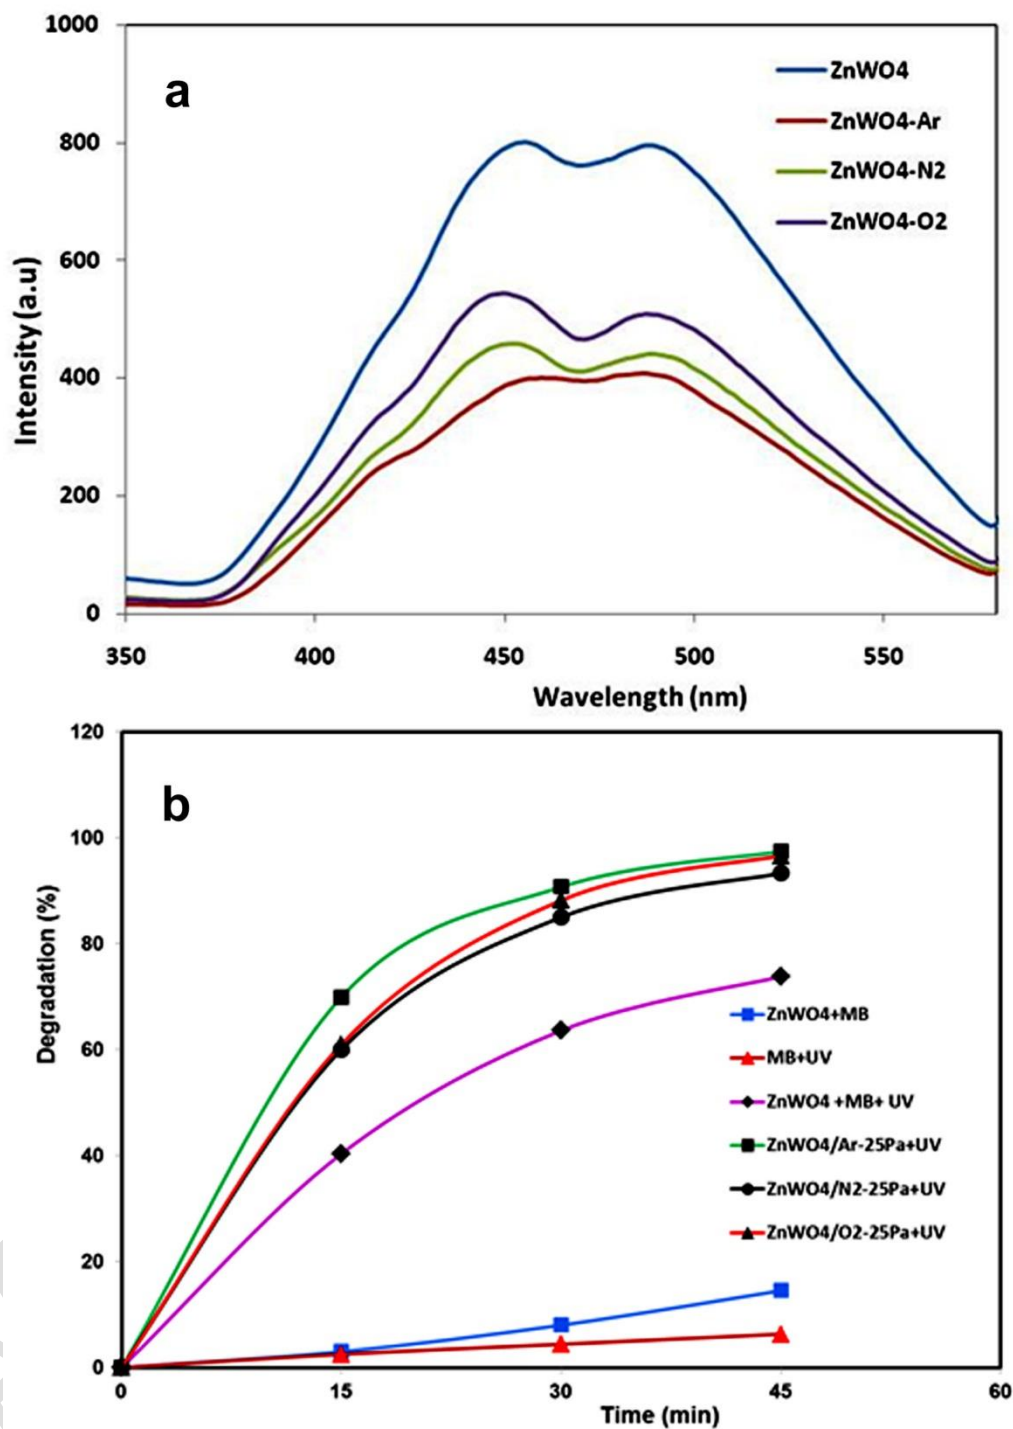 1000
800
600
400
200
0
Intensity (a.u)
a
ZnWO4
ZnWO4-Ar
ZnWO4-N2
ZnWO4-O2
350 400 450 500 550
Wavelength (nm)
120
100
80
60
40
20
0
Degradation (%)
b
ZnWO4+MB
MB+UV
ZnWO4 +MB+ UV
ZnWO4/Ar-25Pa+UV
ZnWO4/N2-25Pa+UV
ZnWO4/O2-25Pa+UV
0 15 30 45 60
Time (min)